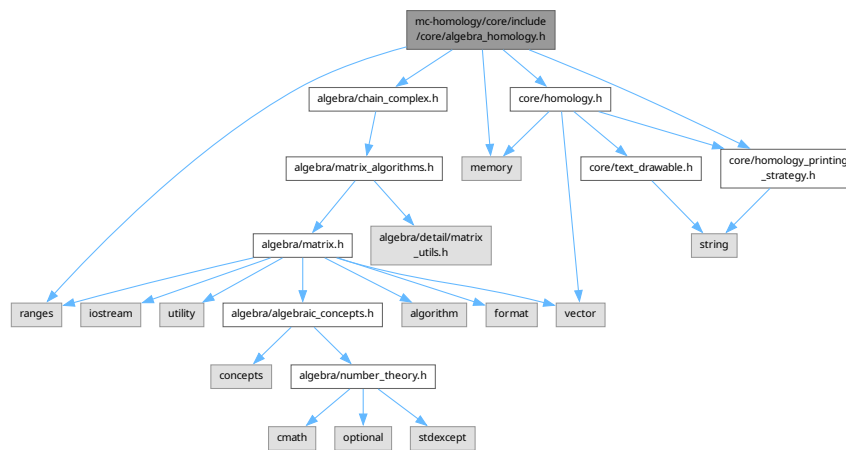 mc-homology/core/include
/core/algebra_homology.h
algebra/chain_complex.h
core/homology.h
algebra/matrix_algorithms.h
memory
core/text_drawable.h
core/homology_printing
_strategy.h
algebra/matrix.h
algebra/detail/matrix
_utils.h
string
ranges
iostream
utility
algebra/algebraic_concepts.h
algorithm
format
vector
concepts
algebra/number_theory.h
cmath
optional
stdexcept